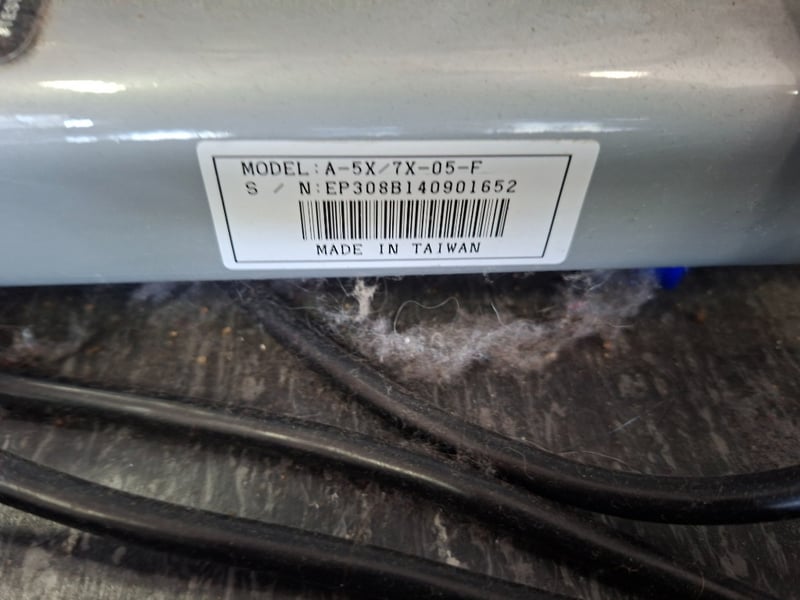 MODEL:A-5X/7X-05-F
S / N:EP308B140901652
MADE IN TAIWAN